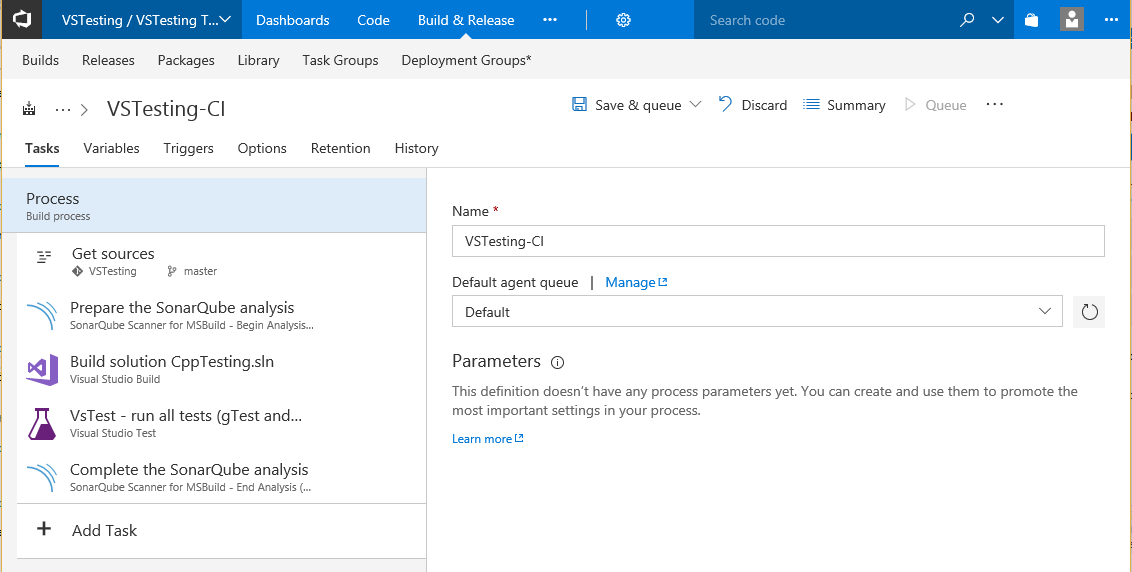 VSTesting / VSTesting T...
Dashboards
Code
Build & Release
...
Search code
...
Builds
Releases
Packages
Library
Task Groups
Deployment Groups*
... > VSTesting-CI
Save & queue
Discard
Summary
Queue
...
Tasks
Variables
Triggers
Options
Retention
History
Process
Build process
Get sources
VSTesting
master
Prepare the SonarQube analysis
SonarQube Scanner for MSBuild - Begin Analysis...
Build solution CppTesting.sln
Visual Studio Build
VsTest - run all tests (gTest and...
Visual Studio Test
Complete the SonarQube analysis
SonarQube Scanner for MSBuild - End Analysis (...
+ Add Task
Name *
VSTesting-CI
Default agent queue | Manage
Default
Parameters
This definition doesn't have any process parameters yet. You can create and use them to promote the
most important settings in your process.
Learn more